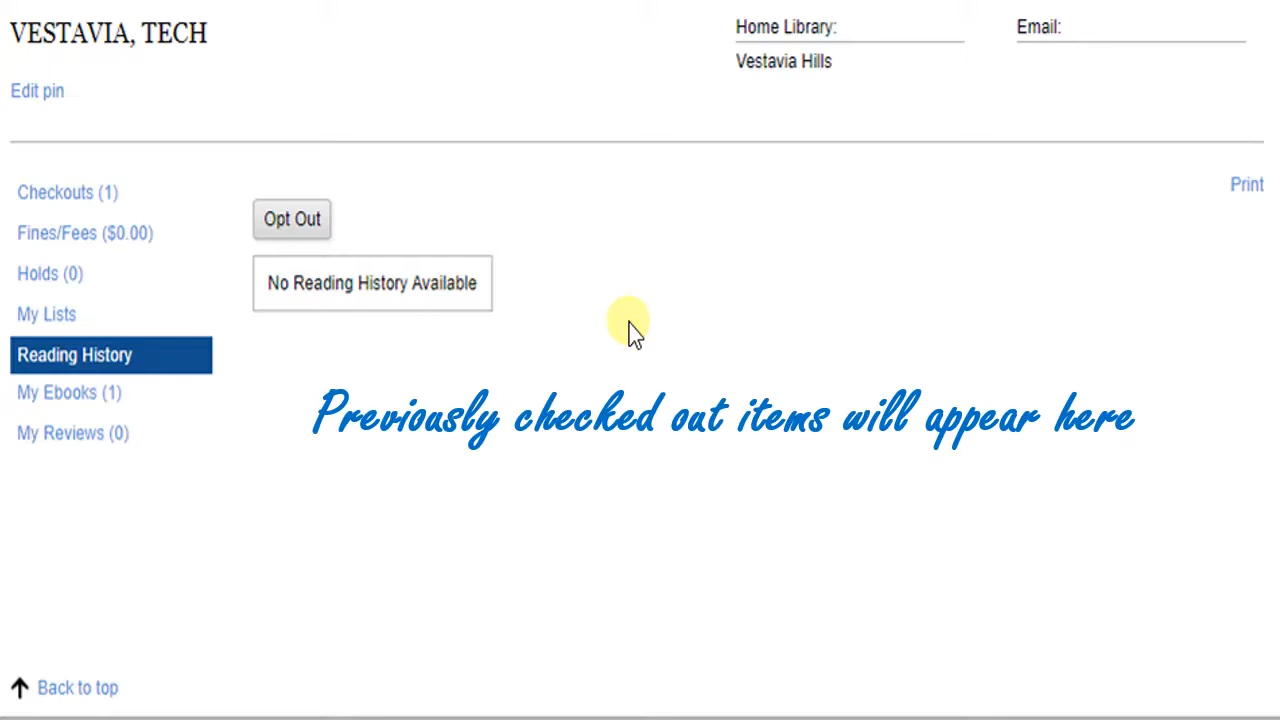 VESTAVIA, TECH
Home Library:
Email:
Vestavia Hills
Edit pin
Print
Checkouts (1)
Fines/Fees ($0.00)
Holds (0)
My Lists
Reading History
My Ebooks (1)
My Reviews (0)
Opt Out
No Reading History Available
Previously checked out items will appear here
Back to top